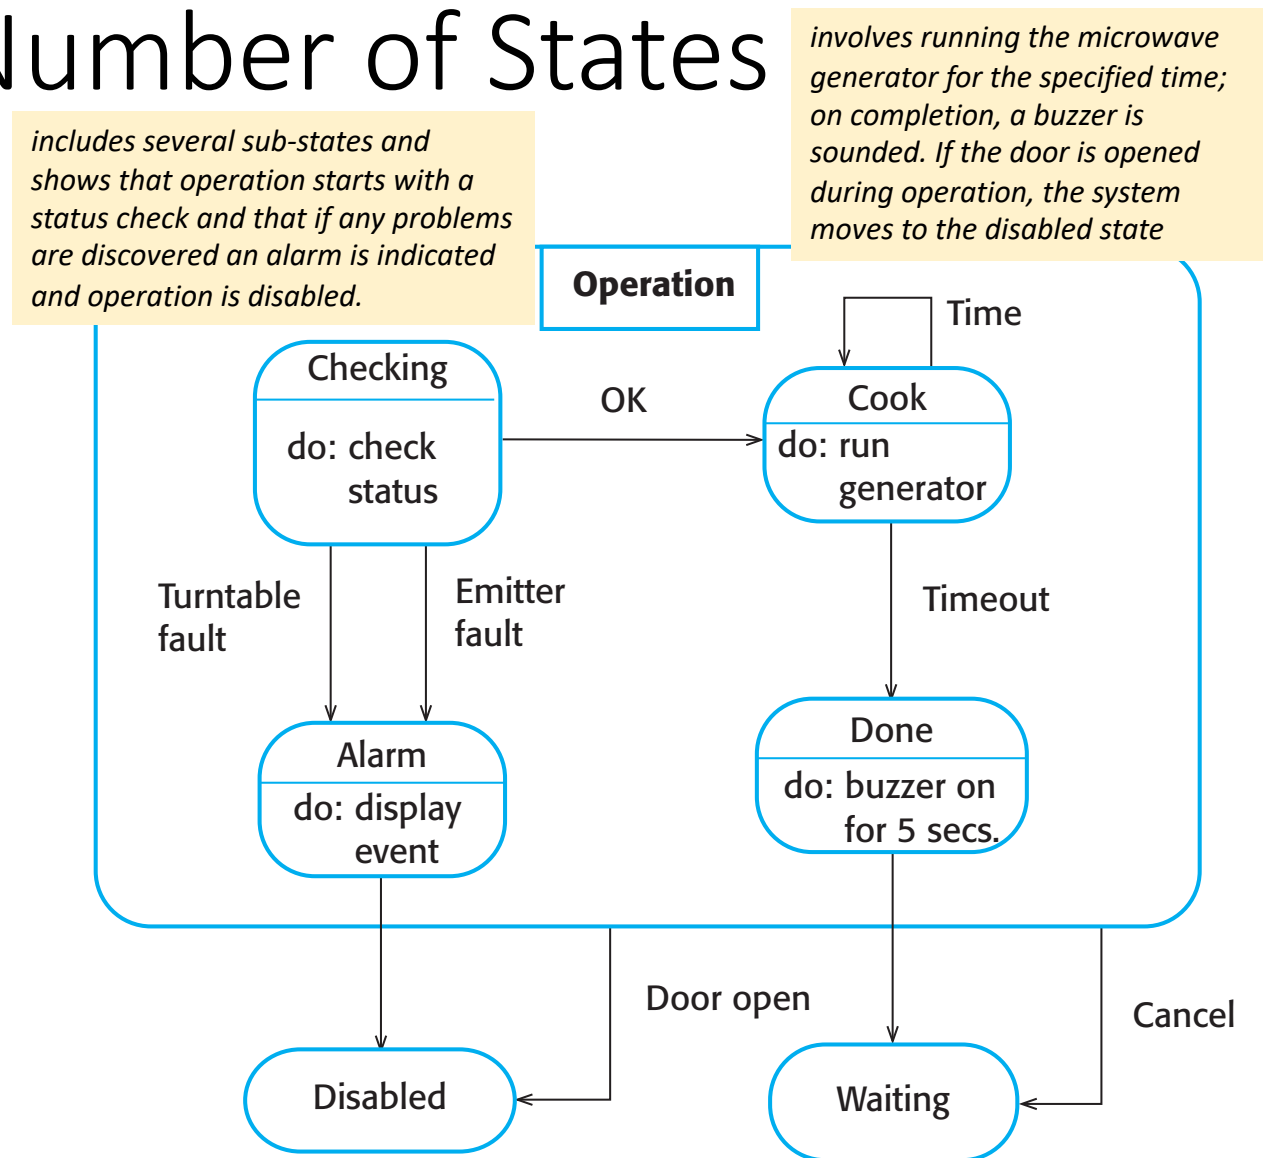 Number of States
involves running the microwave
generator for the specified time;
on completion, a buzzer is
sounded. If the door is opened
during operation, the system
moves to the disabled state
includes several sub-states and
shows that operation starts with a
status check and that if any problems
are discovered an alarm is indicated
and operation is disabled.
Operation
Time
Checking
do: check
status
OK
Cook
do: run
generator
Turntable
fault
Emitter
fault
Timeout
Alarm
do: display
event
Done
do: buzzer on
for 5 secs.
Door open
Cancel
Disabled
Waiting